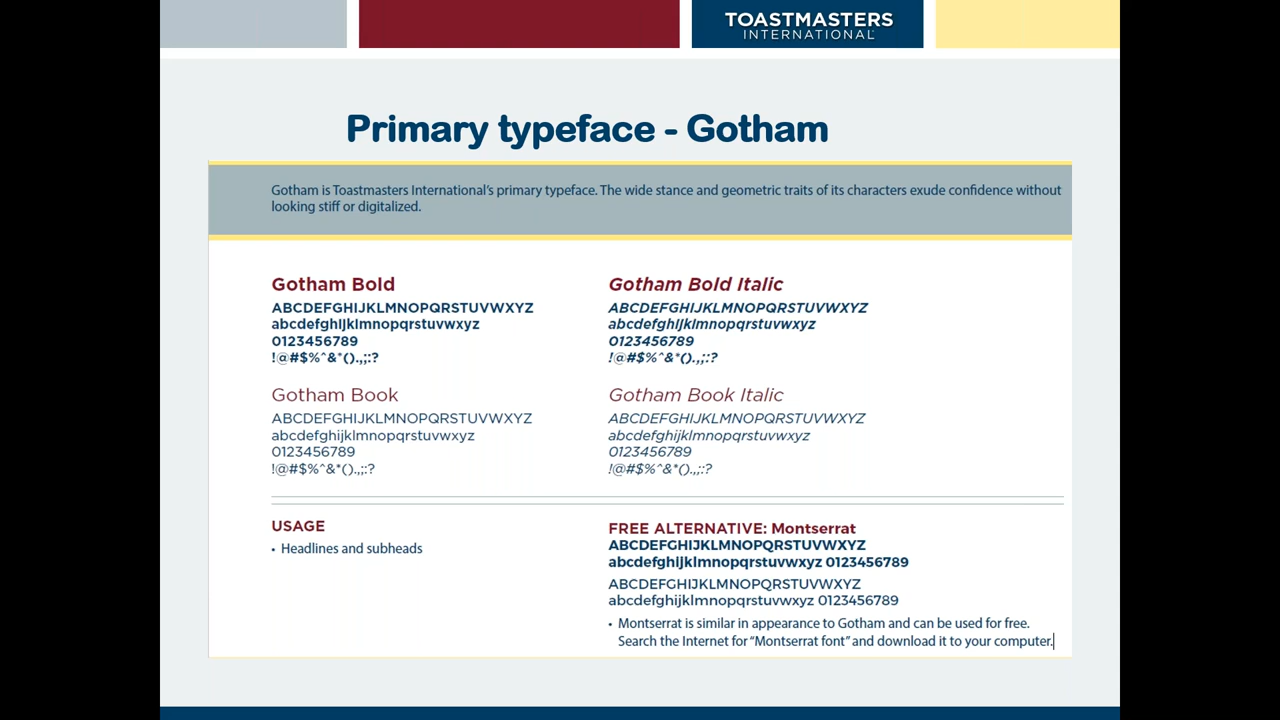 TOASTMASTERS
INTERNATIONAL
Primary typeface - Gotham
Gotham is Toastmasters International's primary typeface. The wide stance and geometric traits of its characters exude confidence without
looking stiff or digitalized.
Gotham Bold
ABCDEFGHIJKLMNOPQRSTUVWXYZ
abcdefghijklmnopqrstuvwxyz
0123456789
!@#$%^&*().,;:?
Gotham Bold Italic
ABCDEFGHIJKLMNOPQRSTUVWXYZ
abcdefghijklmnopqrstuvwxyz
0123456789
!@#$%^&*().,;:?
Gotham Book
ABCDEFGHIJKLMNOPQRSTUVWXYZ
abcdefghijklmnopqrstuvwxyz
0123456789
!@#$%^&*().,;:?
Gotham Book Italic
ABCDEFGHIJKLMNOPQRSTUVWXYZ
abcdefghijklmnopqrstuvwxyz
0123456789
!@#$%^&*().,;:?
USAGE
• Headlines and subheads
FREE ALTERNATIVE: Montserrat
ABCDEFGHIJKLMNOPQRSTUVWXYZ
abcdefghijklmnopqrstuvwxyz 0123456789
ABCDEFGHIJKLMNOPQRSTUVWXYZ
abcdefghijklmnopqrstuvwxyz 0123456789
• Montserrat is similar in appearance to Gotham and can be used for free.
Search the Internet for “Montserrat font” and download it to your computer.